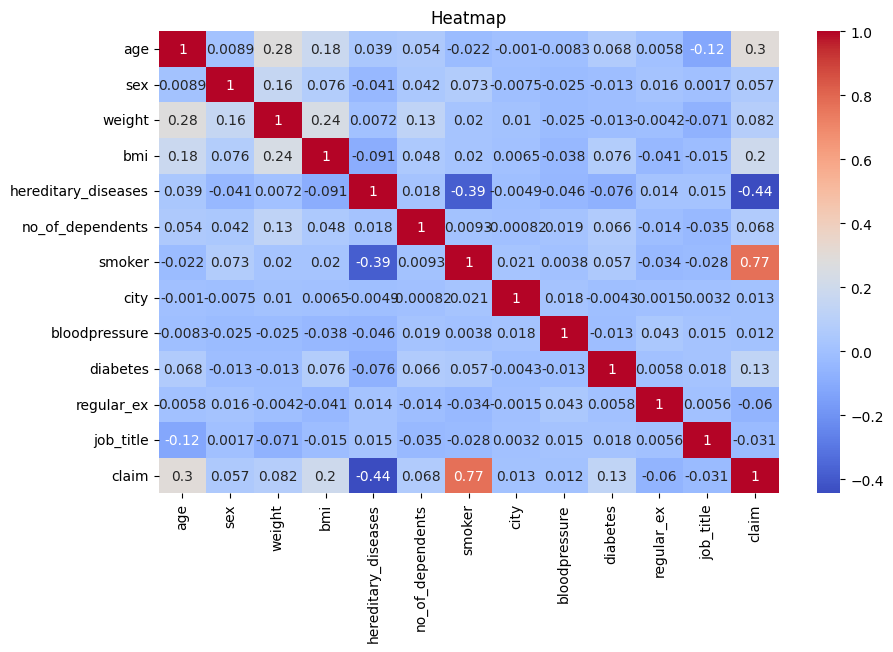 Heatmap
age 1 0.0089 0.28 0.18 0.039 0.054 -0.022 -0.001 -0.0083 0.068 0.0058 -0.12 0.3
sex 0.0089 1 0.16 0.076 -0.041 0.042 0.073 -0.0075 -0.025 -0.013 0.016 0.0017 0.057
weight 0.28 0.16 1 0.24 0.0072 0.13 0.02 0.01 -0.025 -0.013 -0.0042 -0.071 0.082
bmi 0.18 0.076 0.24 1 -0.091 0.048 0.02 0.0065 -0.038 0.076 -0.041 -0.015 0.2
hereditary_diseases 0.039 -0.041 0.0072 -0.091 1 0.018 -0.39 -0.0049 -0.046 -0.076 0.014 0.015 -0.44
no_of_dependents 0.054 0.042 0.13 0.048 0.018 1 0.0093 -0.00082 0.019 0.066 -0.014 -0.035 0.068
smoker -0.022 0.073 0.02 0.02 -0.39 0.0093 1 0.021 0.0038 0.057 -0.034 -0.028 0.77
city -0.001 -0.0075 0.01 0.0065 -0.0049 -0.00082 0.021 1 0.018 -0.0043 -0.0015 0.0032 0.013
bloodpressure -0.0083 -0.025 -0.025 -0.038 -0.046 0.019 0.0038 0.018 1 -0.013 0.043 0.015 0.012
diabetes 0.068 -0.013 -0.013 0.076 -0.076 0.066 0.057 -0.0043 -0.013 1 0.0058 0.018 0.13
regular_ex 0.0058 0.016 -0.0042 -0.041 0.014 -0.014 -0.034 -0.0015 0.043 0.0058 1 0.0056 -0.06
job_title -0.12 0.0017 -0.071 -0.015 0.015 -0.035 -0.028 0.0032 0.015 0.018 0.0056 1 -0.031
claim 0.3 0.057 0.082 0.2 -0.44 0.068 0.77 0.013 0.012 0.13 -0.06 -0.031 1
age sex weight bmi hereditary_diseases no_of_dependents smoker city bloodpressure diabetes regular_ex job_title claim
1.0
0.8
0.6
0.4
0.2
0.0
-0.2
-0.4